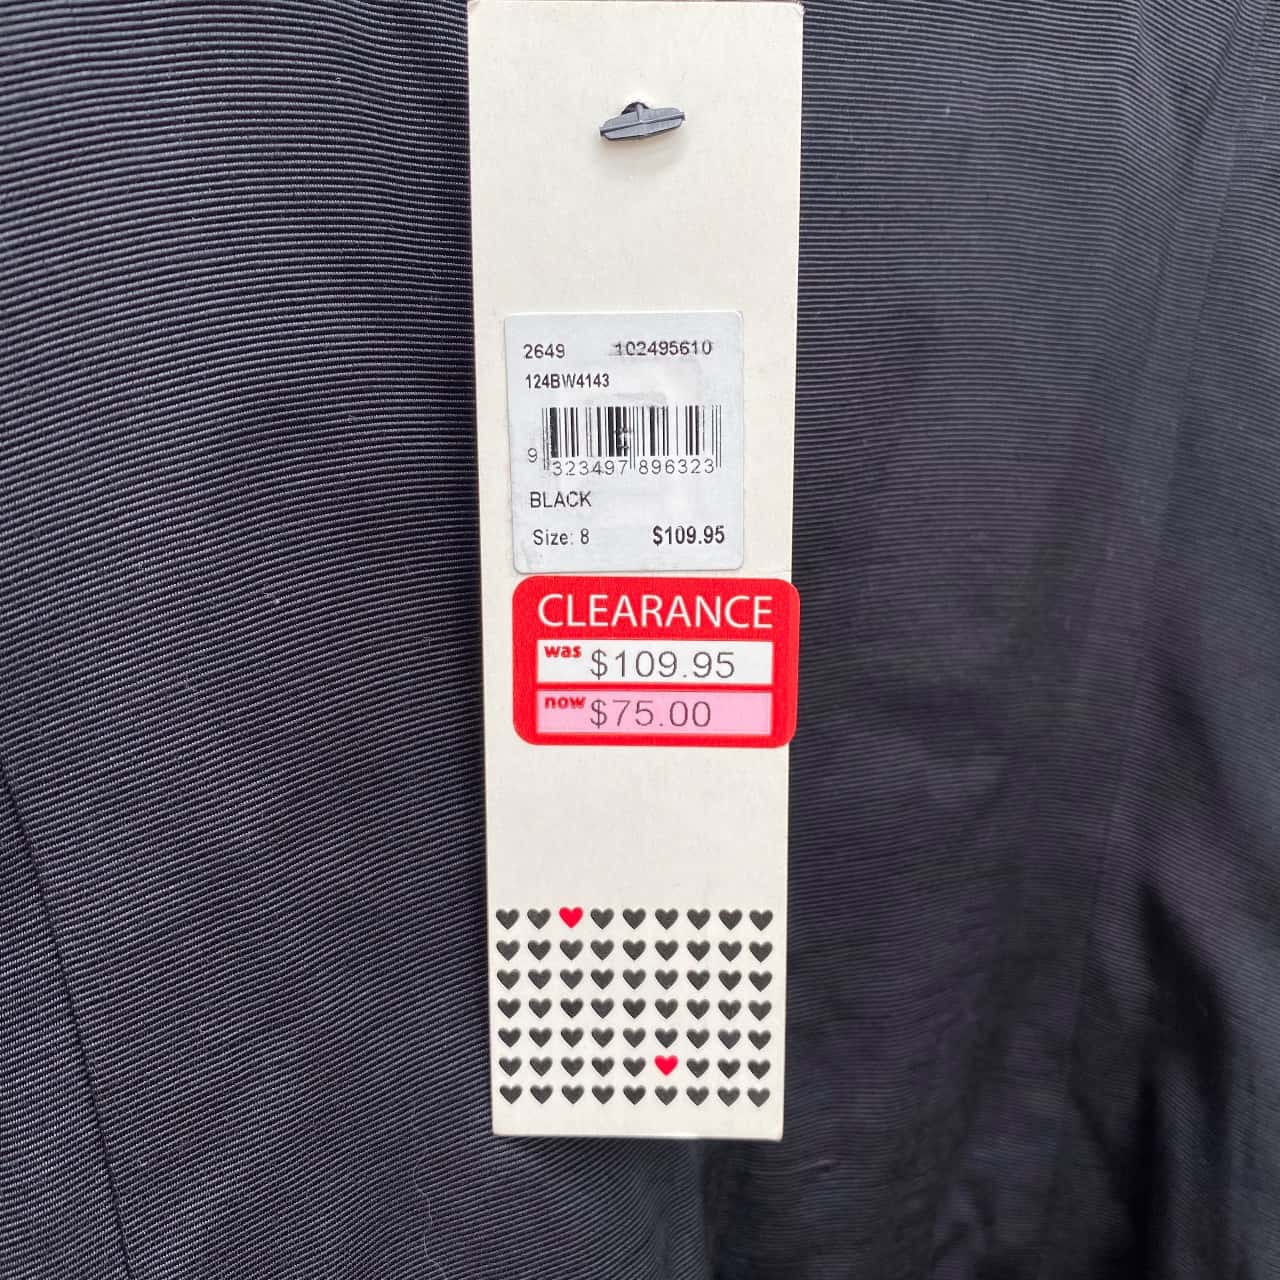 2649 102495610
124BW4143
9 323497 896323
BLACK
Size: 8 $109.95
CLEARANCE
was $109.95
now $75.00